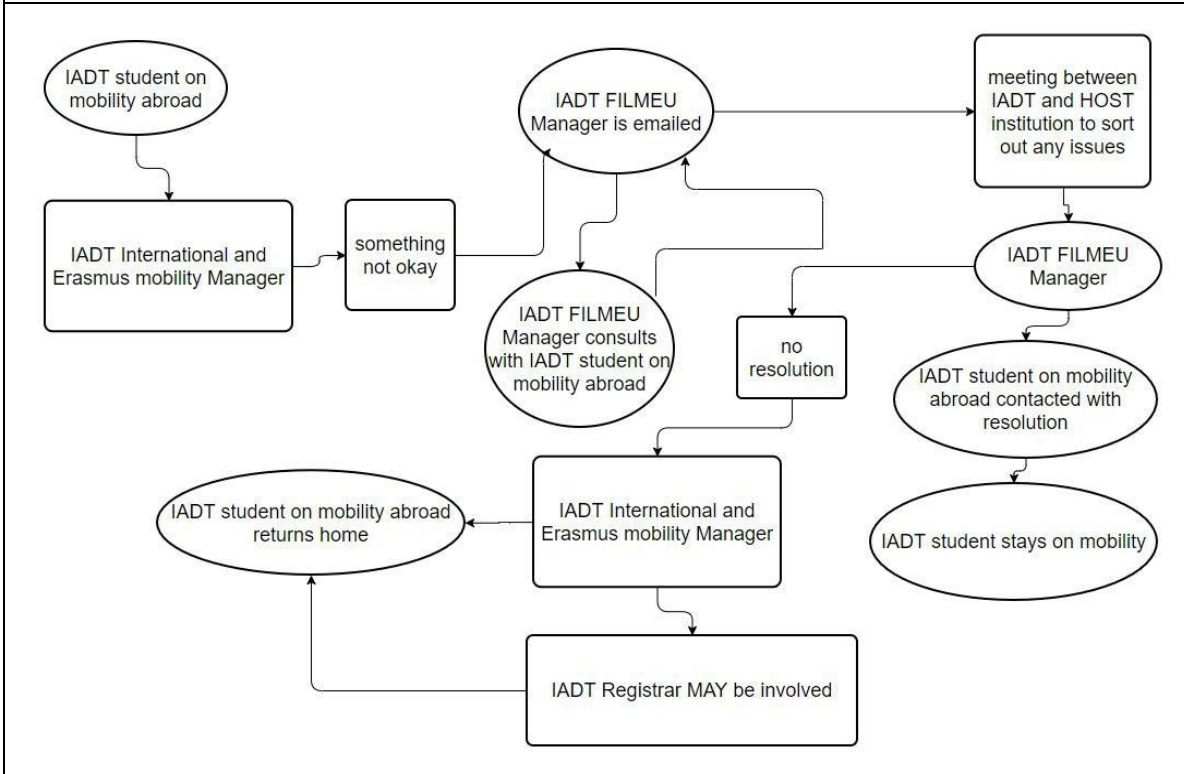 IADT student on
mobility abroad
IADT International and
Erasmus mobility Manager
something
not okay
IADT FILMEU
Manager is emailed
IADT FILMEU
Manager consults
with IADT student on
mobility abroad
meeting between
IADT and HOST
institution to sort
out any issues
IADT FILMEU
Manager
no
resolution
IADT student on mobility
abroad contacted with
resolution
IADT student stays on mobility
IADT International and
Erasmus mobility Manager
IADT student on mobility abroad
returns home
IADT Registrar MAY be involved